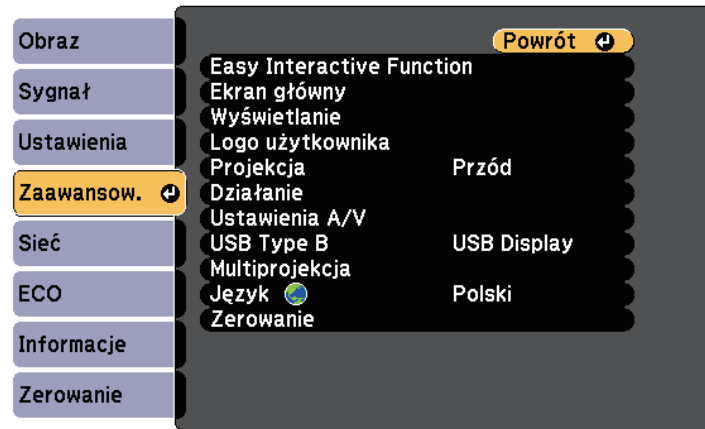 Obraz
Sygnał
Ustawienia
Zaawansow.
Sieć
ECO
Informacje
Zerowanie
Powrót
Easy Interactive Function
Ekran główny
Wyświetlanie
Logo użytkownika
Projekcja Przód
Działanie
Ustawienia A/V
USB Type B USB Display
Multiprojekcja
Język Polski
Zerowanie